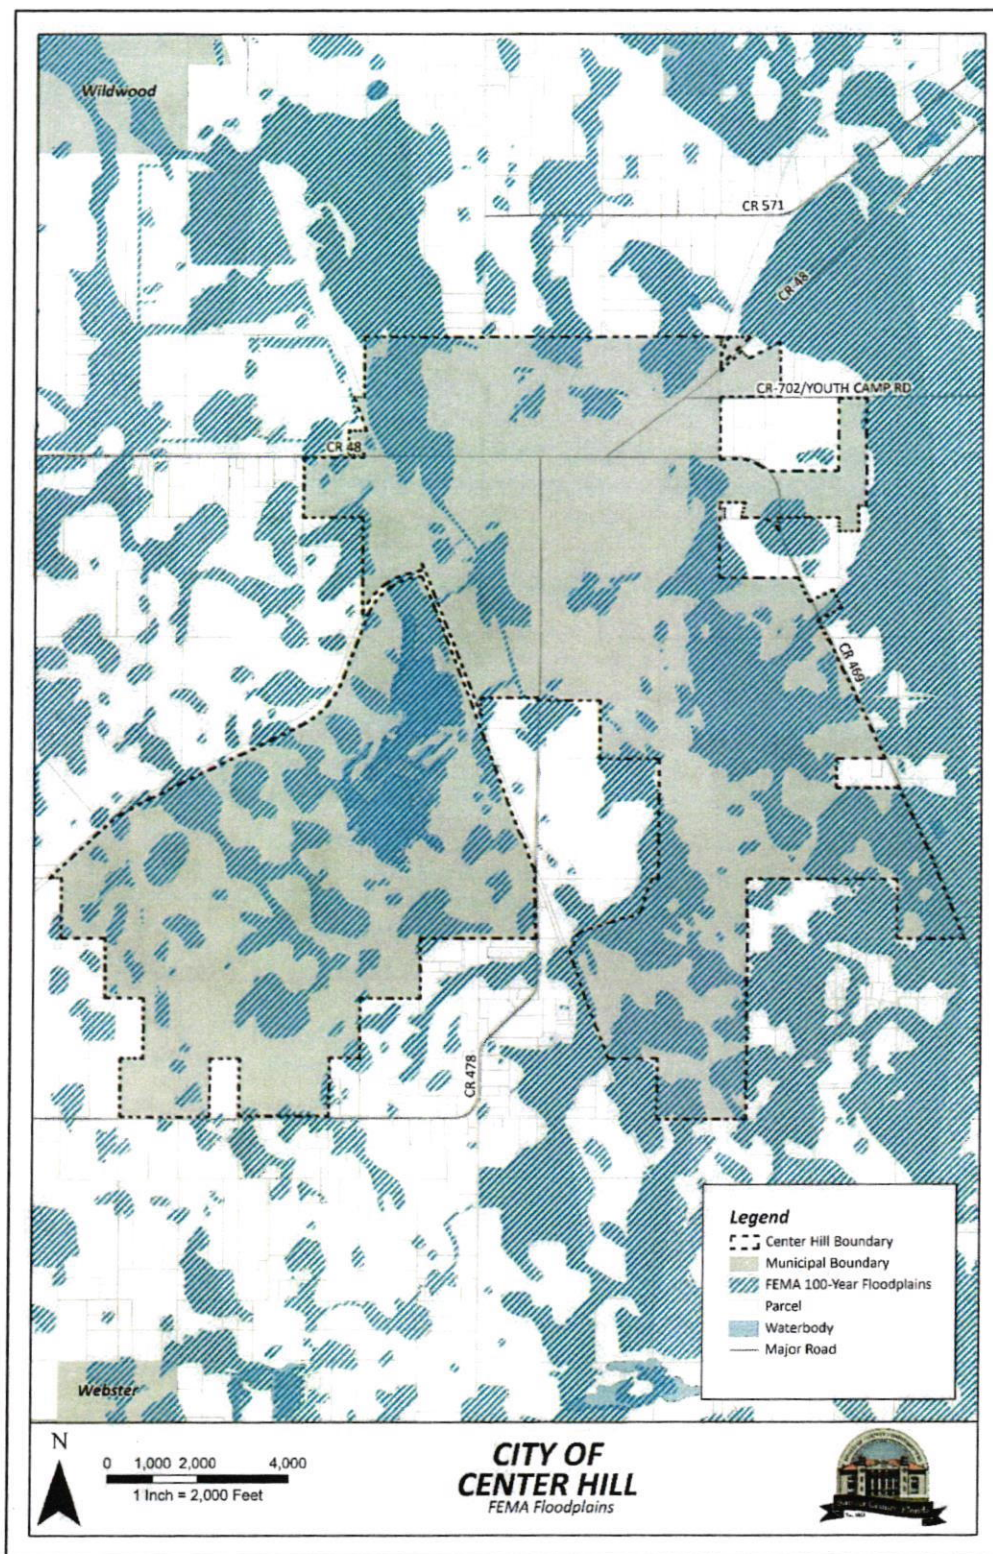 Wildwood
CR 571
CR-48
CR-702/YOUTH CAMP RD
CR 48
CR 469
CR 478
Legend
Center Hill Boundary
Municipal Boundary
FEMA 100-Year Floodplains
Parcel
Waterbody
Major Road
Webster
N
0 1,000 2,000 4,000
1 Inch = 2,000 Feet
CITY OF
CENTER HILL
FEMA Floodplains